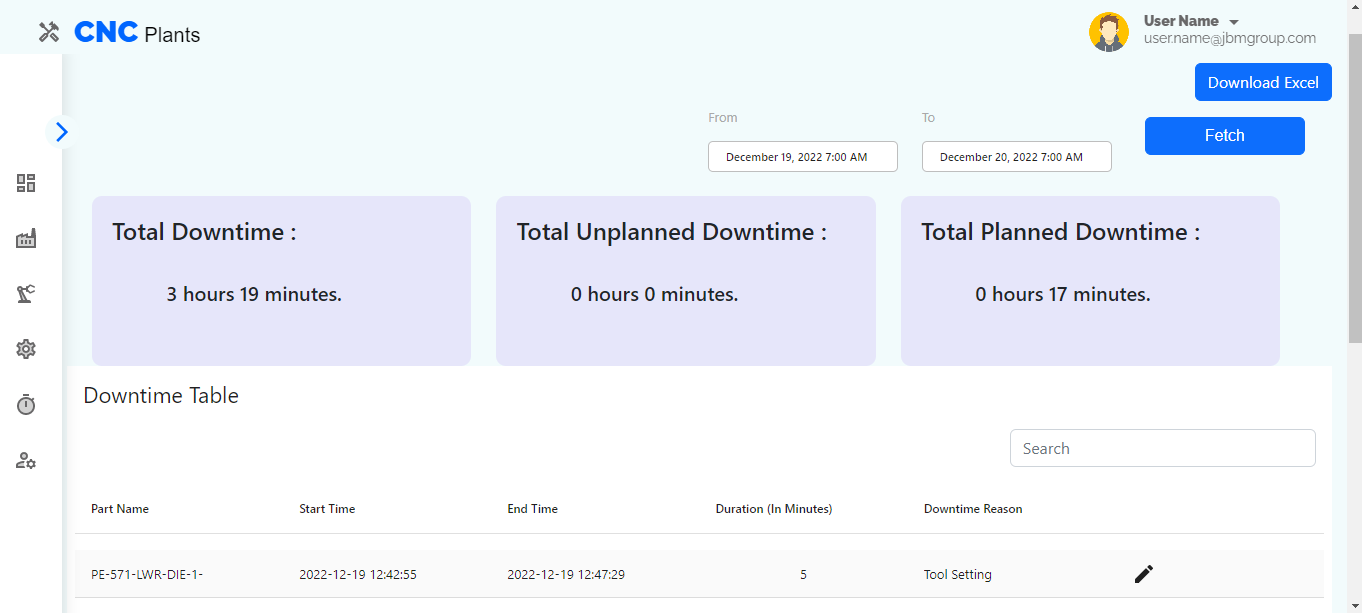 CNC Plants
User Name
user.name@jbmgroup.com
Download Excel
From
To
Fetch
December 19, 2022 7:00 AM
December 20, 2022 7:00 AM
Total Downtime :
3 hours 19 minutes.
Total Unplanned Downtime :
0 hours 0 minutes.
Total Planned Downtime :
0 hours 17 minutes.
Downtime Table
Search
Part Name Start Time End Time Duration (In Minutes) Downtime Reason
PE-571-LWR-DIE-1- 2022-12-19 12:42:55 2022-12-19 12:47:29 5 Tool Setting